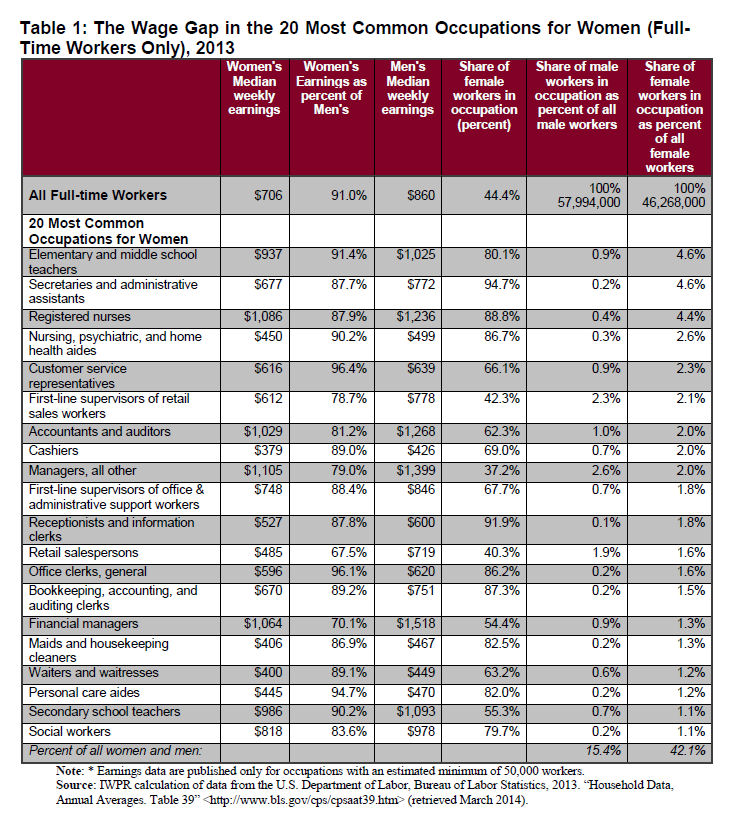 Table 1: The Wage Gap in the 20 Most Common Occupations for Women (Full-
Time Workers Only), 2013
Women's Median weekly earnings | Women's Earnings as percent of Men's | Men's Median weekly earnings | Share of female workers in occupation (percent) | Share of male workers in occupation as percent of all male workers | Share of female workers in occupation as percent of all female workers
All Full-time Workers $706 91.0% $860 44.4% 100% 57,994,000 100% 46,268,000
20 Most Common
Occupations for Women
Elementary and middle school teachers $937 91.4% $1,025 80.1% 0.9% 4.6%
Secretaries and administrative assistants $677 87.7% $772 94.7% 0.2% 4.6%
Registered nurses $1,086 87.9% $1,236 88.8% 0.4% 4.4%
Nursing, psychiatric, and home health aides $450 90.2% $499 86.7% 0.3% 2.6%
Customer service representatives $616 96.4% $639 66.1% 0.9% 2.3%
First-line supervisors of retail sales workers $612 78.7% $778 42.3% 2.3% 2.1%
Accountants and auditors $1,029 81.2% $1,268 62.3% 1.0% 2.0%
Cashiers $379 89.0% $426 69.0% 0.7% 2.0%
Managers, all other $1,105 79.0% $1,399 37.2% 2.6% 2.0%
First-line supervisors of office & administrative support workers $748 88.4% $846 67.7% 0.7% 1.8%
Receptionists and information clerks $527 87.8% $600 91.9% 0.1% 1.8%
Retail salespersons $485 67.5% $719 40.3% 1.9% 1.6%
Office clerks, general $596 96.1% $620 86.2% 0.2% 1.6%
Bookkeeping, accounting, and auditing clerks $670 89.2% $751 87.3% 0.2% 1.5%
Financial managers $1,064 70.1% $1,518 54.4% 0.9% 1.3%
Maids and housekeeping cleaners $406 86.9% $467 82.5% 0.2% 1.3%
Waiters and waitresses $400 89.1% $449 63.2% 0.6% 1.2%
Personal care aides $445 94.7% $470 82.0% 0.2% 1.2%
Secondary school teachers $986 90.2% $1,093 55.3% 0.7% 1.1%
Social workers $818 83.6% $978 79.7% 0.2% 1.1%
Percent of all women and men: 15.4% 42.1%
Note: * Earnings data are published only for occupations with an estimated minimum of 50,000 workers.
Source: IWPR calculation of data from the U.S. Department of Labor, Bureau of Labor Statistics, 2013. “Household Data,
Annual Averages. Table 39” <http://www.bls.gov/cps/cpsaat39.htm> (retrieved March 2014).